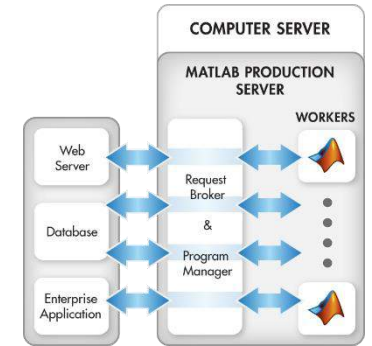 COMPUTER SERVER
MATLAB PRODUCTION
SERVER
WORKERS
Web
Server
Database
Enterprise
Application
Request
Broker
&
Program
Manager